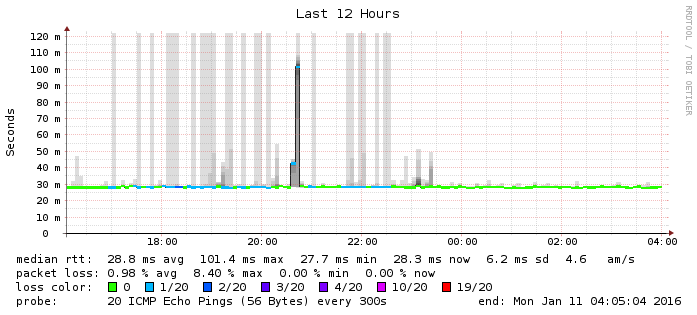 Last 12 Hours
RRDTOOL / TOBI OETIKER
Seconds
120 m
110 m
100 m
90 m
80 m
70 m
60 m
50 m
40 m
30 m
20 m
10 m
0
18:00 20:00 22:00 00:00 02:00 04:00
median rtt: 28.8 ms avg 101.4 ms max 27.7 ms min 28.3 ms now 6.2 ms sd 4.6 am/s
packet loss: 0.98 % avg 8.40 % max 0.00 % min 0.00 % now
loss color: 0 1/20 2/20 3/20 4/20 10/20 19/20
probe: 20 ICMP Echo Pings (56 Bytes) every 300s end: Mon Jan 11 04:05:04 2016